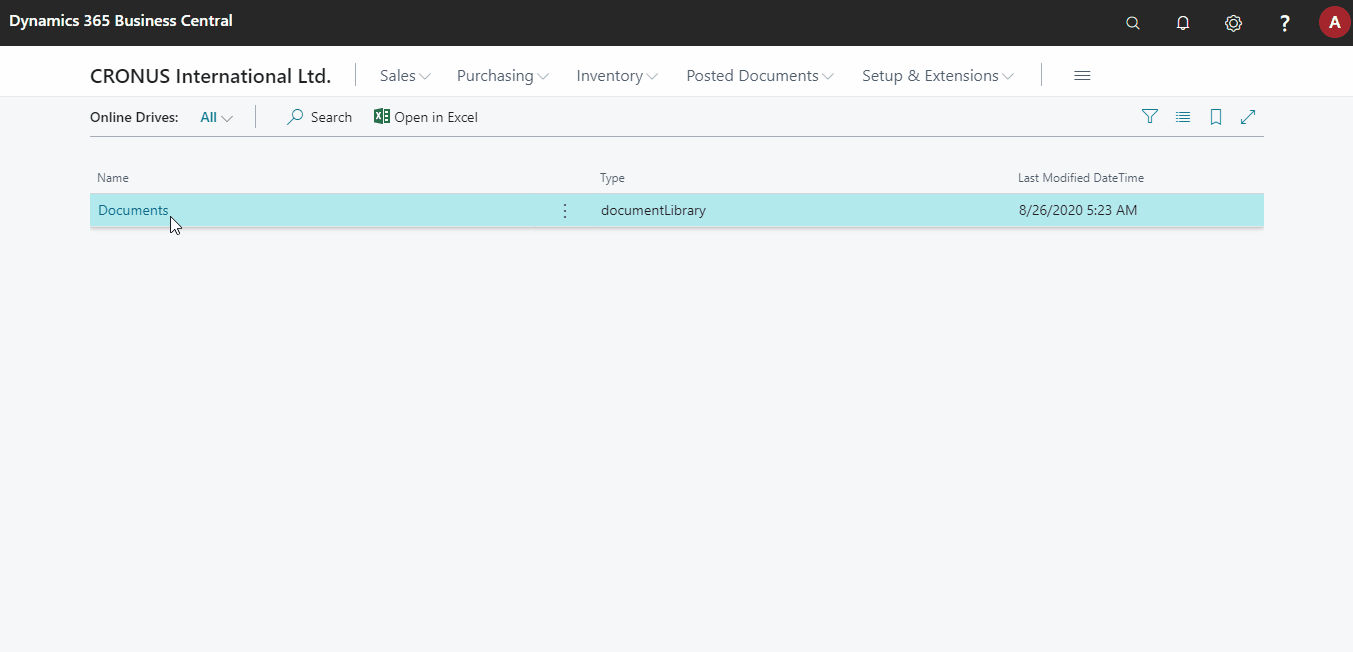 Dynamics 365 Business Central
?
A
CRONUS International Ltd.
Sales
Purchasing
Inventory
Posted Documents
Setup & Extensions
Online Drives:
All
Search
Open in Excel
Name
Type
Last Modified DateTime
Documents
documentLibrary
8/26/2020 5:23 AM